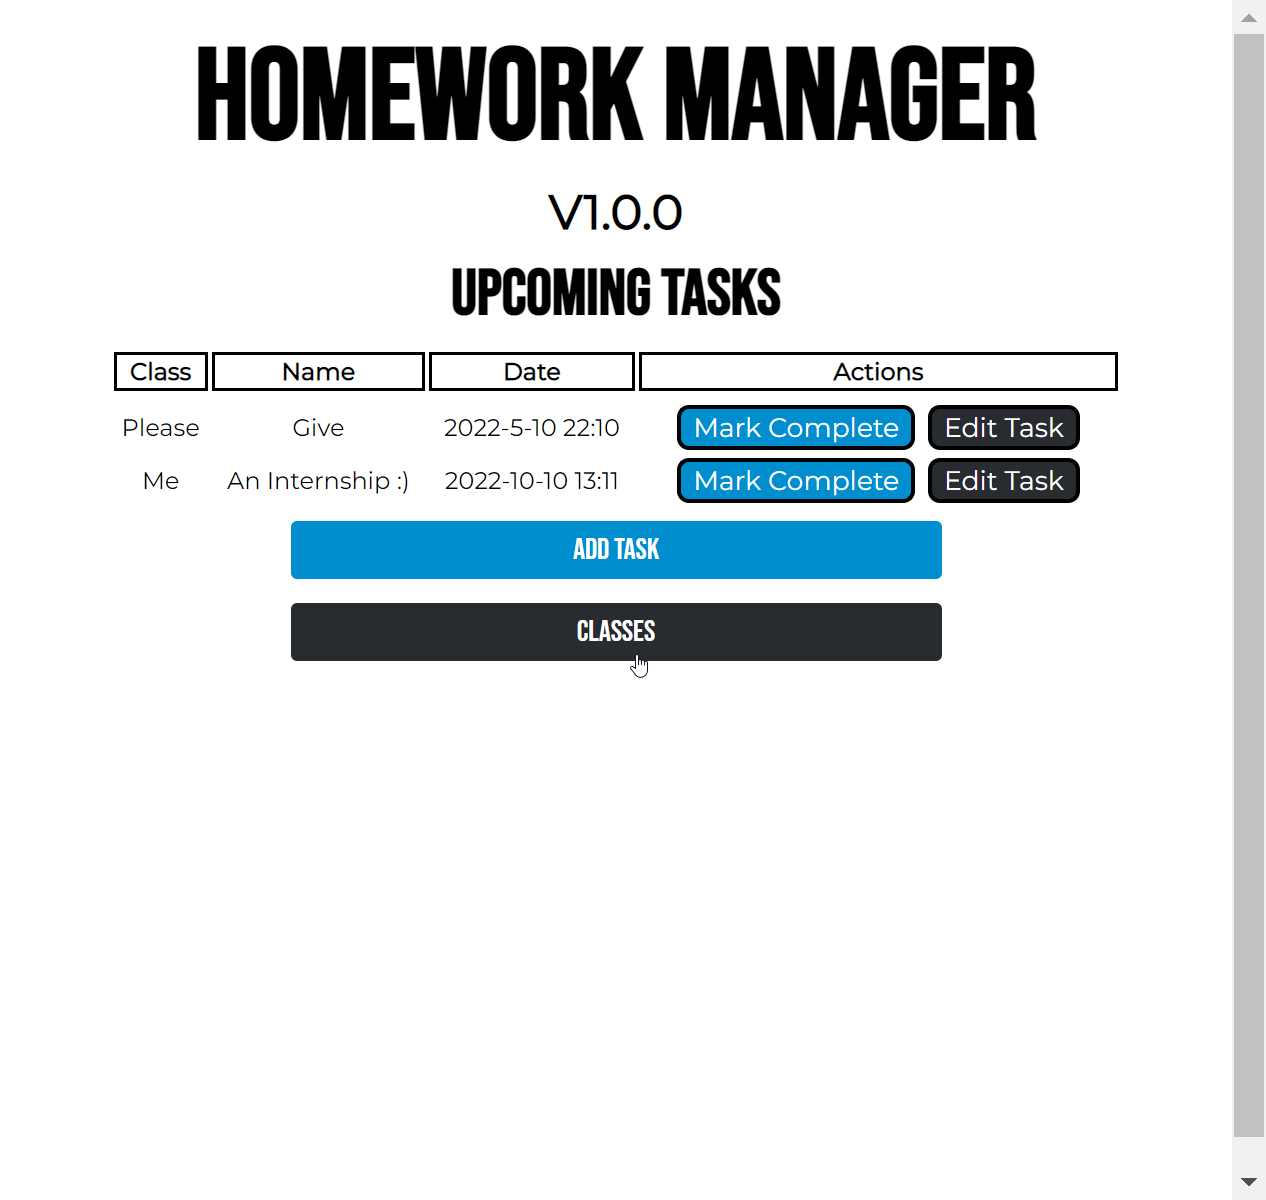 HOMEWORK MANAGER
V1.0.0
UPCOMING TASKS
Class Name Date Actions
Please Give 2022-5-10 22:10 Mark Complete Edit Task
Me An Internship :) 2022-10-10 13:11 Mark Complete Edit Task
ADD TASK
CLASSES